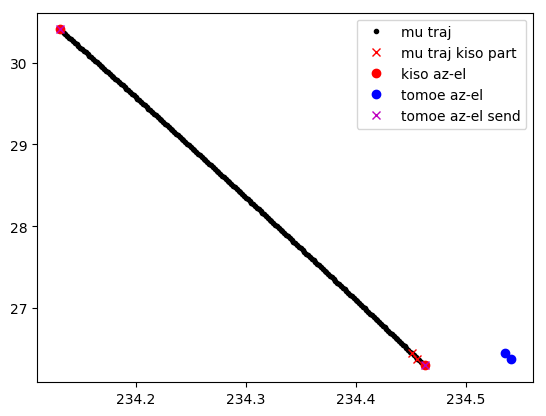 mu traj
mu traj kiso part
kiso az-el
tomoe az-el
tomoe az-el send
30
29
28
27
234.2 234.3 234.4 234.5